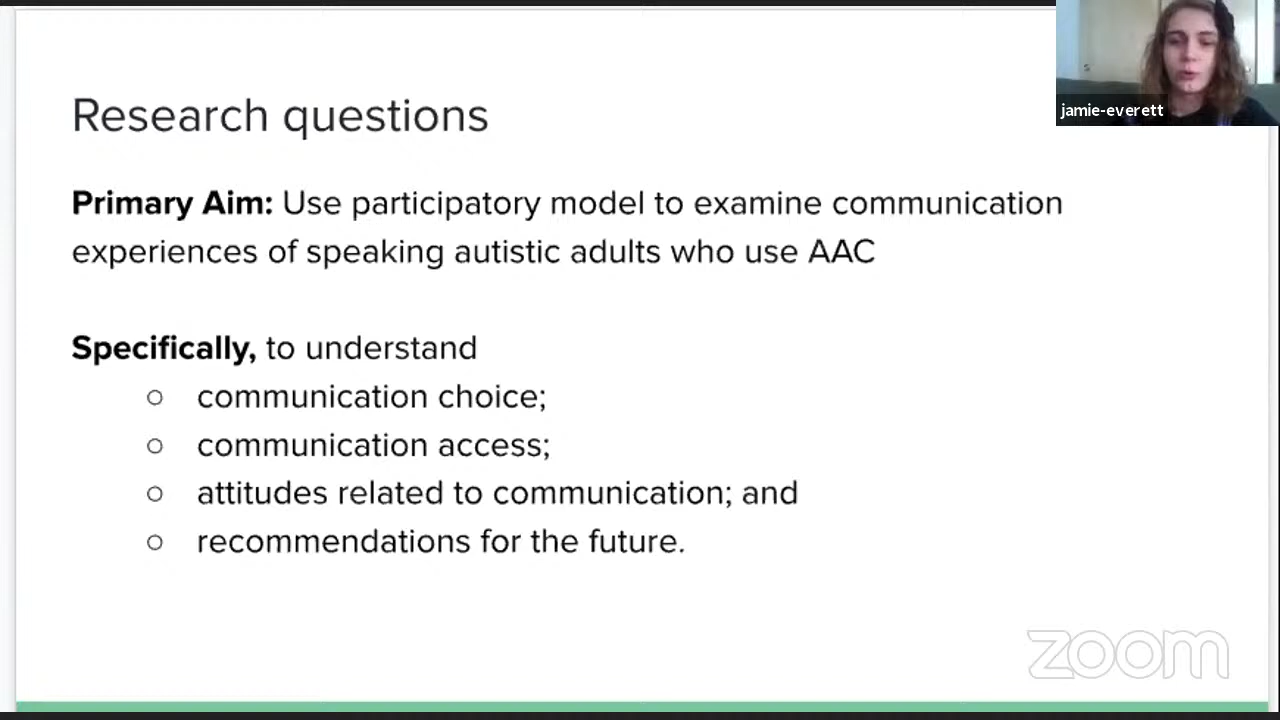 Research questions
jamie-everett
Primary Aim: Use participatory model to examine communication
experiences of speaking autistic adults who use AAC
Specifically, to understand
○ communication choice;
○ communication access;
○ attitudes related to communication; and
○ recommendations for the future.
zoom